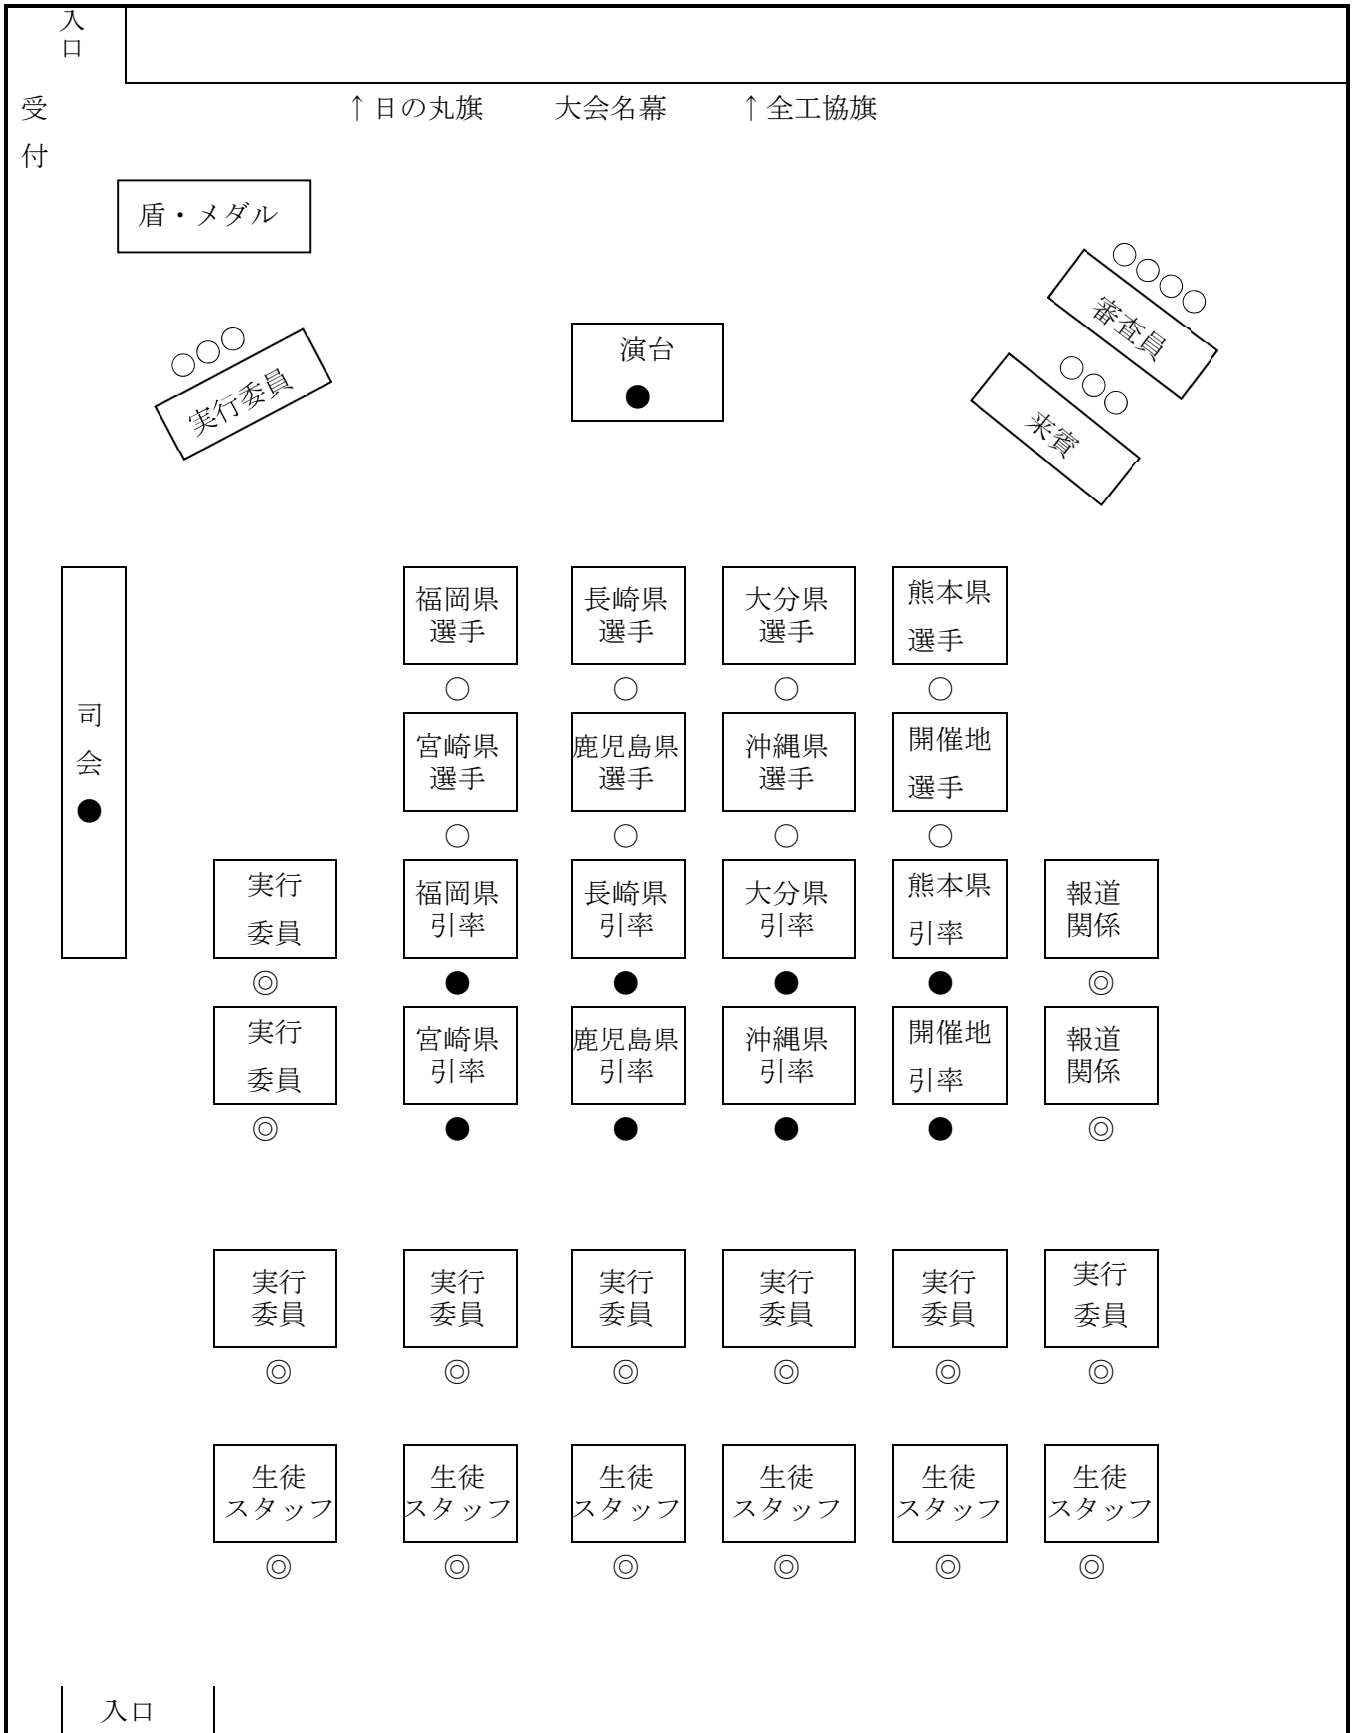 入
口
受
付
↑日の丸旗 大会名幕 ↑全工協旗
盾・メダル
○○○○
審査員
○○○
実行委員
演台
●
○○○
来賓
司
会
●
福岡県
選手
長崎県
選手
大分県
選手
熊本県
選手
○ ○ ○ ○
宮崎県
選手
鹿児島県
選手
沖縄県
選手
開催地
選手
○ ○ ○ ○
実行
委員
福岡県
引率
長崎県
引率
大分県
引率
熊本県
引率
報道
関係
◎ ● ● ● ● ◎
実行
委員
宮崎県
引率
鹿児島県
引率
沖縄県
引率
開催地
引率
報道
関係
◎ ● ● ● ● ◎
実行
委員
実行
委員
実行
委員
実行
委員
実行
委員
実行
委員
◎ ◎ ◎ ◎ ◎ ◎
生徒
スタッフ
生徒
スタッフ
生徒
スタッフ
生徒
スタッフ
生徒
スタッフ
生徒
スタッフ
◎ ◎ ◎ ◎ ◎ ◎
入口